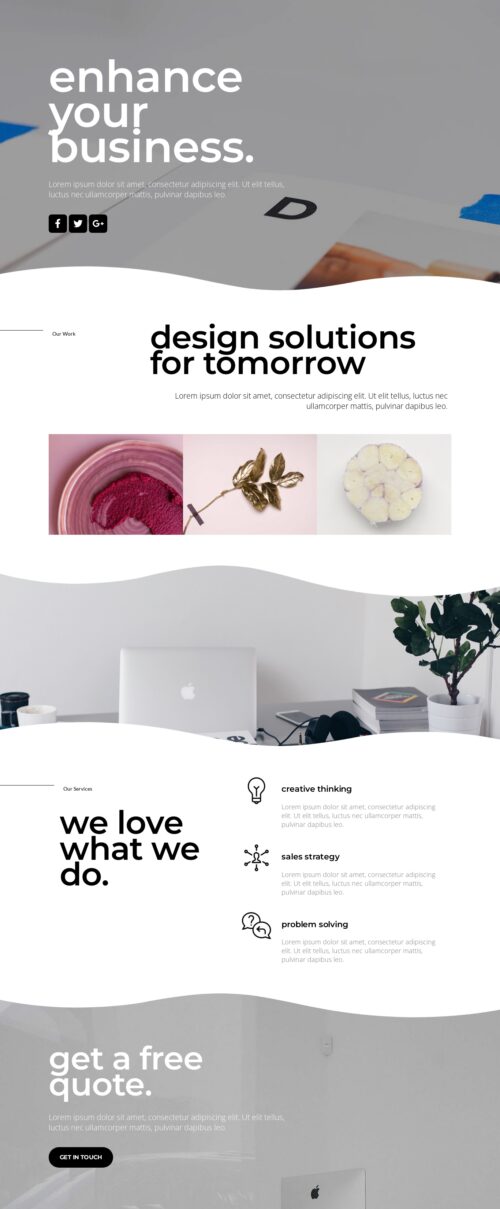 enhance
your
business.
Lorem ipsum dolor sit amet, consectetur adipiscing elit. Ut elit tellus,
luctus nec ullamcorper mattis, pulvinar dapibus leo.
D
Our Work
design solutions
for tomorrow
Lorem ipsum dolor sit amet, consectetur adipiscing elit. Ut elit tellus, luctus nec
ullamcorper mattis, pulvinar dapibus leo.
Our Services
we love
what we
do.
creative thinking
Lorem ipsum dolor sit amet, consectetur adipiscing
elit. Ut elit tellus, luctus nec ullamcorper mattis,
pulvinar dapibus leo.
sales strategy
Lorem ipsum dolor sit amet, consectetur adipiscing
elit. Ut elit tellus, luctus nec ullamcorper mattis,
pulvinar dapibus leo.
problem solving
Lorem ipsum dolor sit amet, consectetur adipiscing
elit. Ut elit tellus, luctus nec ullamcorper mattis,
pulvinar dapibus leo.
get a free
quote.
Lorem ipsum dolor sit amet, consectetur adipiscing elit. Ut elit tellus,
luctus nec ullamcorper mattis, pulvinar dapibus leo.
GET IN TOUCH